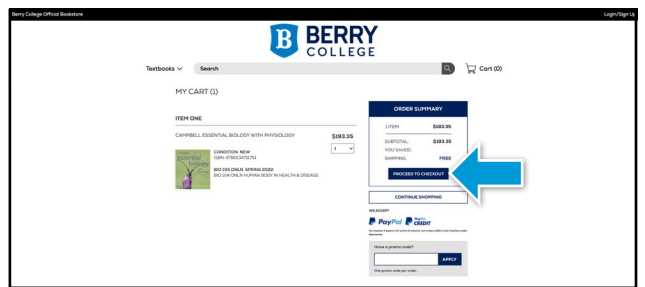 Berry College Official Bookstore
Login/Sign Up
B BERRY
COLLEGE
Textbooks
Search
Cart (0)
MY CART (1)
ITEM ONE
CAMPBELL ESSENTIAL BIOLOGY WITH PHYSIOLOGY
$193.35
1
essential
biology
CONDITION: NEW
BIO 104 ONLN SPRING 2022
BIO 104 ONLN HUMAN BODY IN HEALTH & DISEASE
ORDER SUMMARY
1 ITEM $193.35
SUBTOTAL: $193.35
YOU SAVED:
SHIPPING: FREE
PROCEED TO CHECKOUT
CONTINUE SHOPPING
WE ACCEPT
PayPal PayPal CREDIT
Have a promo code?
APPLY
One promo code per order.